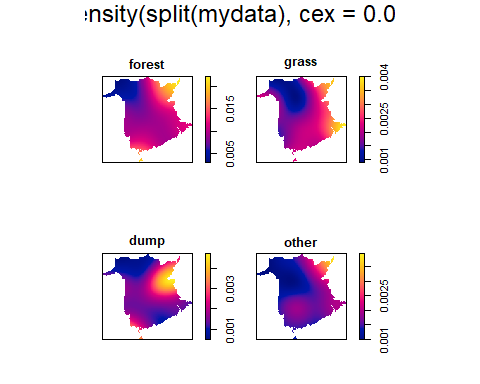 ensity(split(mydata), cex = 0.0
forest
0.005
0.015
grass
0.001
0.0025
0.004
dump
0.001
0.003
other
0.001
0.0025